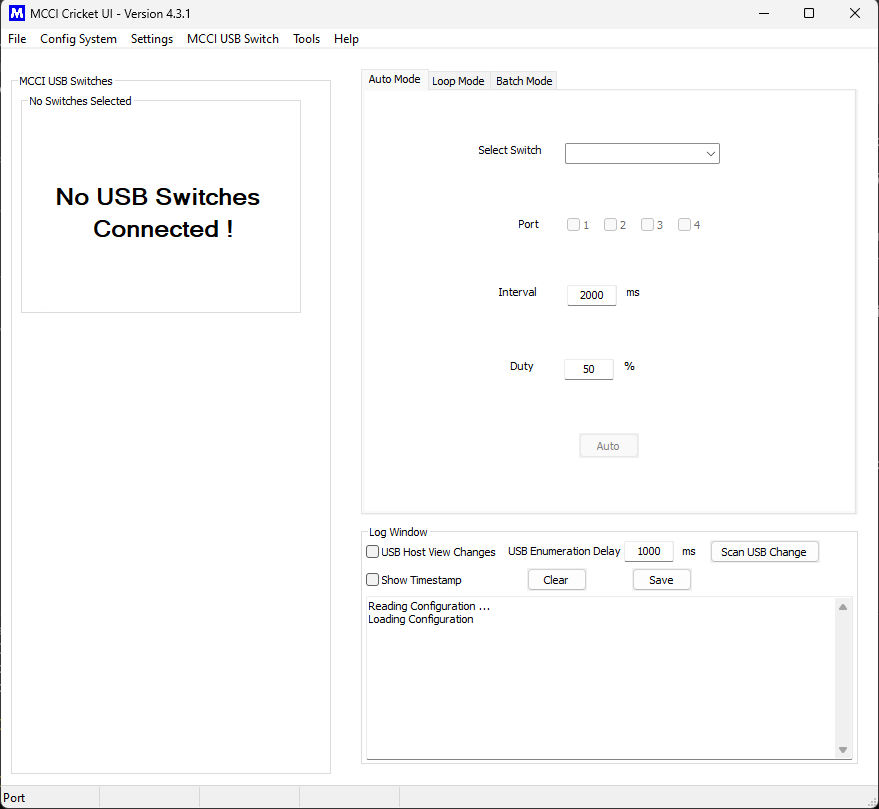 M MCCI Cricket UI - Version 4.3.1
File Config System Settings MCCI USB Switch Tools Help
MCCI USB Switches
No Switches Selected
No USB Switches
Connected !
Auto Mode Loop Mode Batch Mode
Select Switch
Port 1 2 3 4
Interval 2000 ms
Duty 50 %
Auto
Log Window
USB Host View Changes USB Enumeration Delay 1000 ms Scan USB Change
Show Timestamp Clear Save
Reading Configuration ...
Loading Configuration
Port